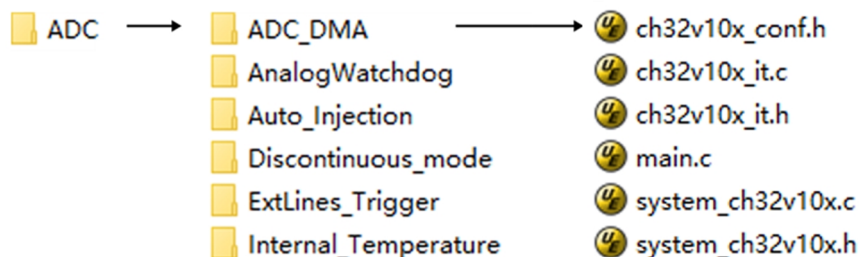 ADC ADC_DMA ch32v10x_conf.h
AnalogWatchdog ch32v10x_it.c
Auto_Injection ch32v10x_it.h
Discontinuous_mode main.c
ExtLines_Trigger system_ch32v10x.c
Internal_Temperature system_ch32v10x.h